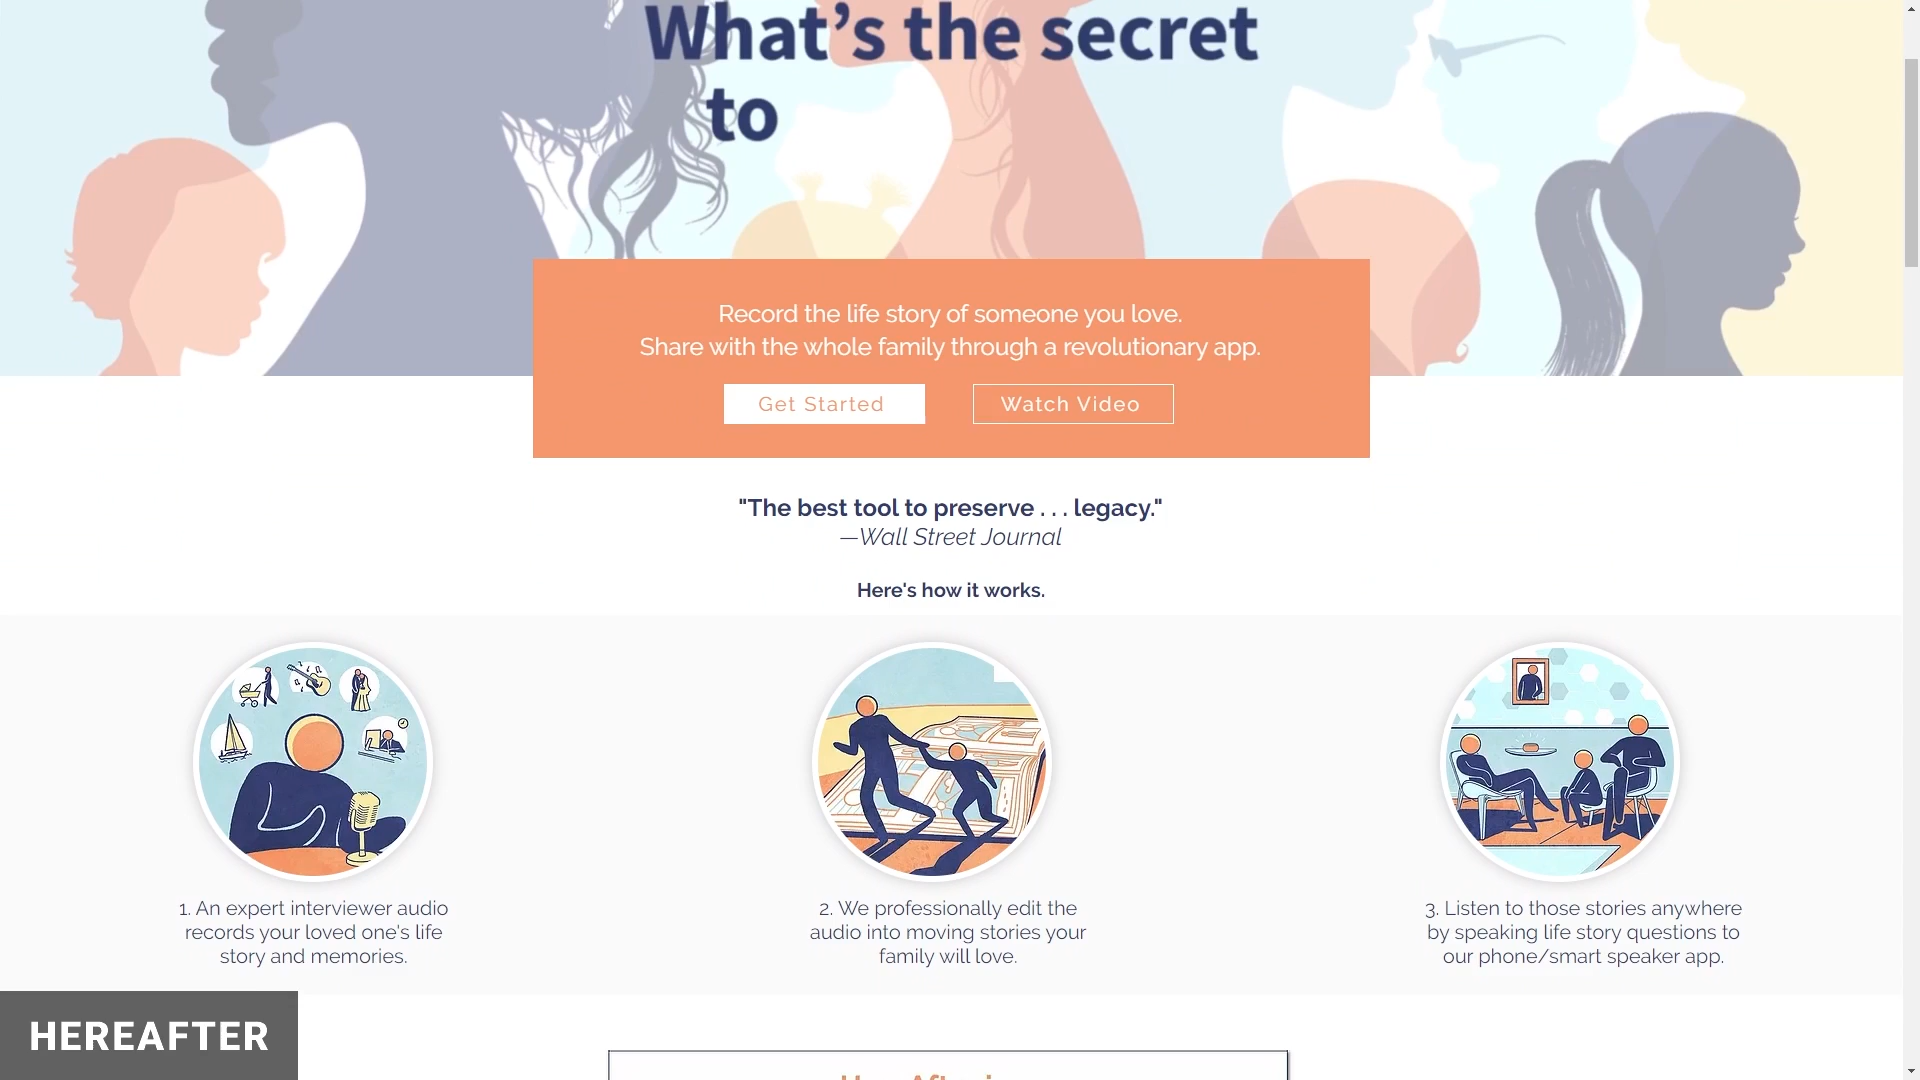 What's the secret
to
Record the life story of someone you love.
Share with the whole family through a revolutionary app.
Get Started
Watch Video
"The best tool to preserve . . . legacy."
—Wall Street Journal
Here's how it works.
1. An expert interviewer audio
records your loved one's life
story and memories.
2. We professionally edit the
audio into moving stories your
family will love.
3. Listen to those stories anywhere
by speaking life story questions to
our phone/smart speaker app.
HEREAFTER